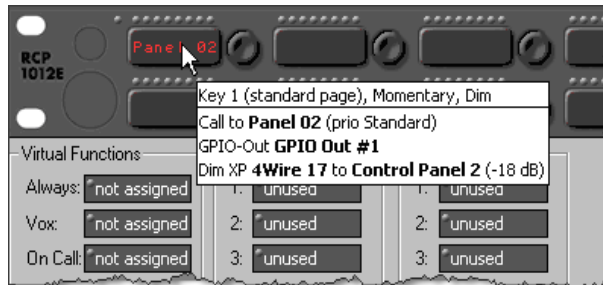 RCP
1012E
Panel 02
Key 1 (standard page), Momentary, Dim
Call to Panel 02 (prio Standard)
GPIO-Out GPIO Out #1
Dim XP 4Wire 17 to Control Panel 2 (-18 dB)
Virtual Functions
Always: not assigned 1: unused 1: unused
Vox: not assigned 2: unused 2: unused
On Call: not assigned 3: unused 3: unused